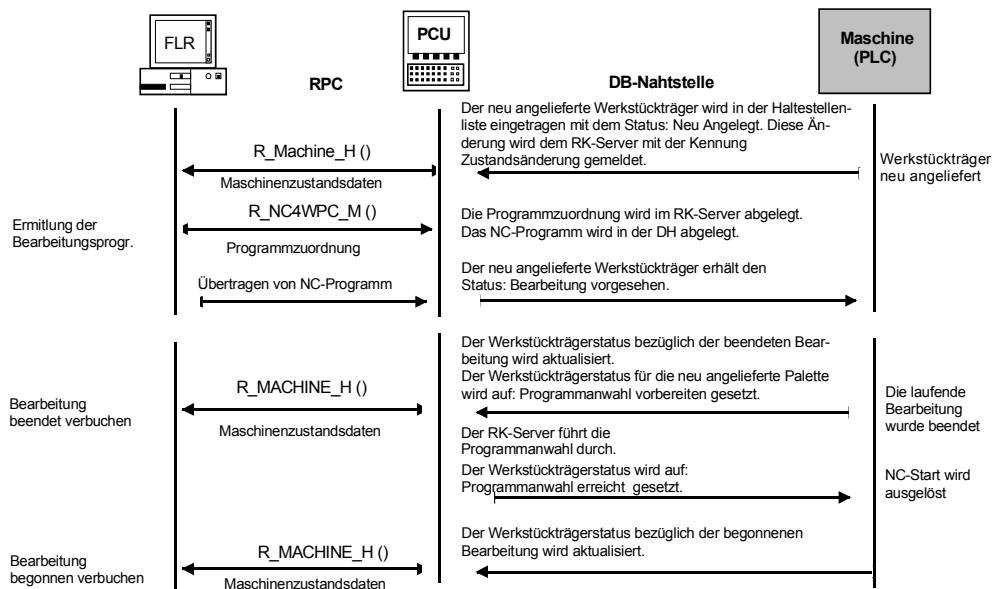 FLR
PCU
Maschine
(PLC)
RPC
DB-Nahtstelle
Der neu angelieferte Werkstückträger wird in der Haltestellen-
liste eingetragen mit dem Status: Neu Angelegt. Diese Än-
derung wird dem RK-Server mit der Kennung
Zustandsänderung gemeldet.
R_Machine_H ()
Maschinenzustandsdaten
Werkstückträger
neu angeliefert
Ermitlung der
Bearbeitungsprogr.
R_NC4WPC_M ()
Programmzuordnung
Die Programmzuordnung wird im RK-Server abgelegt.
Das NC-Programm wird in der DH abgelegt.
Übertragen von NC-Programm
Der neu angelieferte Werkstückträger erhält den
Status: Bearbeitung vorgesehen.
Der Werkstückträgerstatus bezüglich der beendeten Bear-
beitung wird aktualisiert.
Der Werkstückträgerstatus für die neu angelieferte Palette
wird auf: Programmanwahl vorbereiten gesetzt.
Bearbeitung
beendet verbuchen
R_MACHINE_H ()
Maschinenzustandsdaten
Die laufende
Bearbeitung
wurde beendet
Der RK-Server führt die
Programmanwahl durch.
Der Werkstückträgerstatus wird auf:
Programmanwahl erreicht gesetzt.
NC-Start wird
ausgelöst
Der Werkstückträgerstatus bezüglich der begonnenen
Bearbeitung wird aktualisiert.
Bearbeitung
begonnen verbuchen
R_MACHINE_H ()
Maschinenzustandsdaten